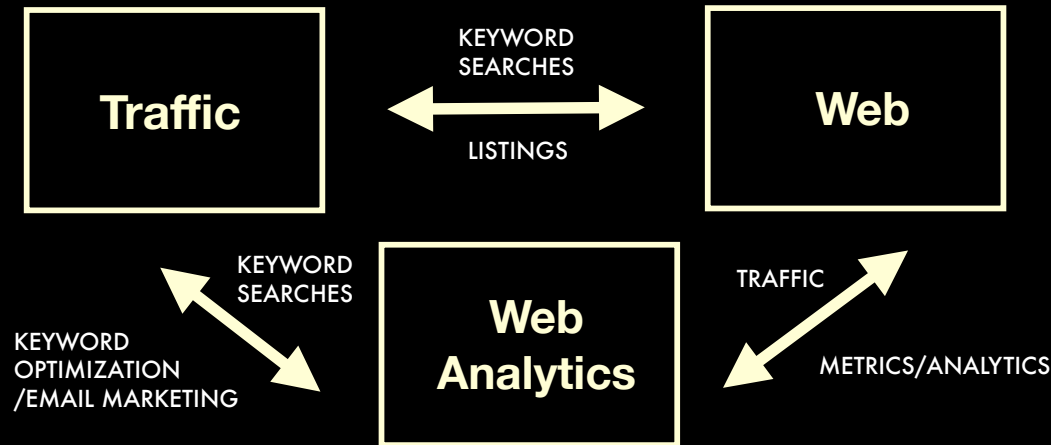 KEYWORD
SEARCHES
Traffic
Web
LISTINGS
KEYWORD
SEARCHES
TRAFFIC
Web
Analytics
KEYWORD
OPTIMIZATION
/EMAIL MARKETING
METRICS/ANALYTICS